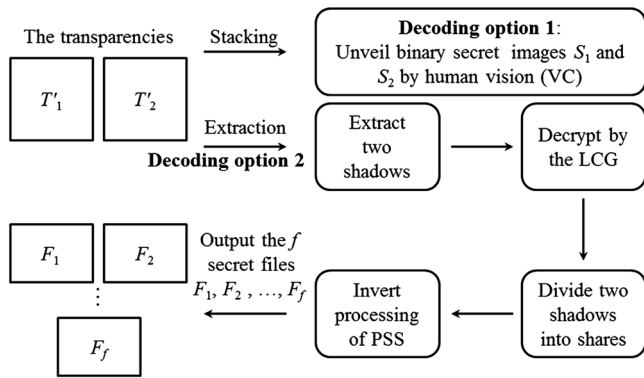 The transparencies
T'₁
T'₂
Stacking
Decoding option 1:
Unveil binary secret images S₁ and
S₂ by human vision (VC)
Extraction
Decoding option 2
Extract
two
shadows
Decrypt by
the LCG
Divide two
shadows
into shares
Invert
processing
of PSS
Output the f
secret files
F₁, F₂ , …, F_f
F₁
F₂
⋮
F_f